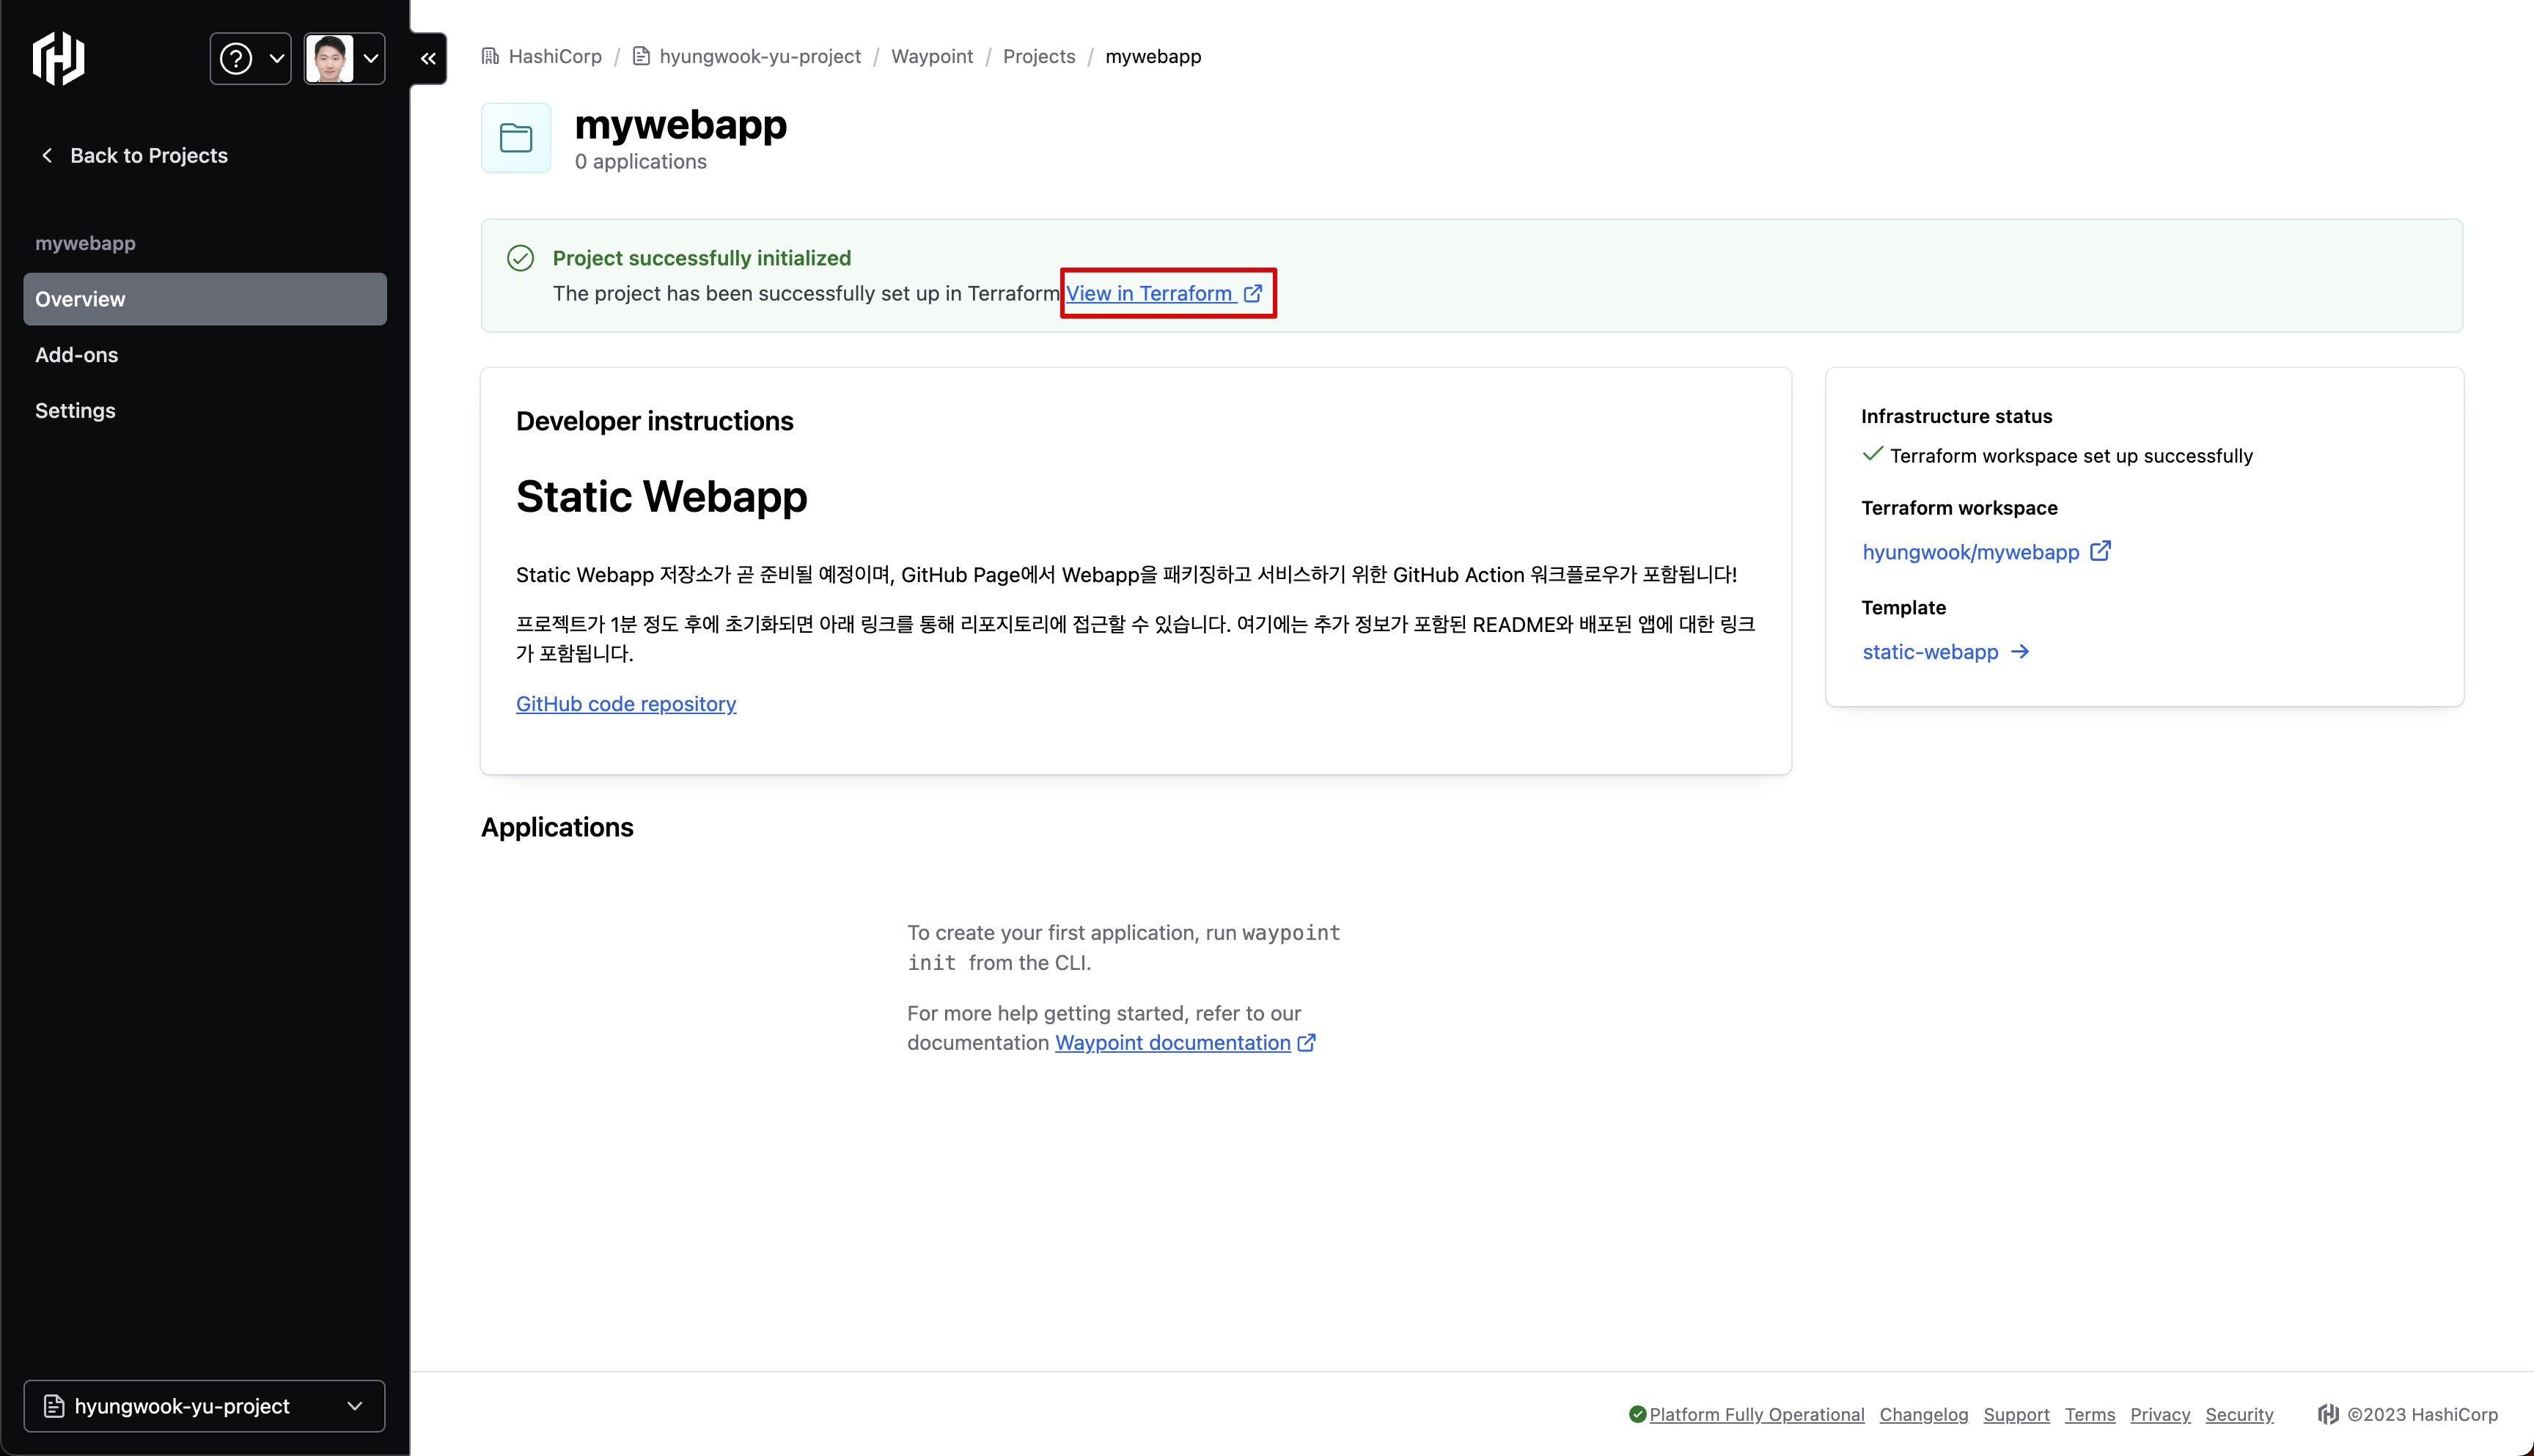 HashiCorp / hyungwook-yu-project / Waypoint / Projects / mywebapp
Back to Projects
mywebapp
Overview
Add-ons
Settings
hyungwook-yu-project
mywebapp
0 applications
Project successfully initialized
The project has been successfully set up in Terraform View in Terraform
Developer instructions
Static Webapp
Static Webapp 저장소가 곧 준비될 예정이며, GitHub Page에서 Webapp을 패키징하고 서비스하기 위한 GitHub Action 워크플로우가 포함됩니다!
프로젝트가 1분 정도 후에 초기화되면 아래 링크를 통해 리포지토리에 접근할 수 있습니다. 여기에는 추가 정보가 포함된 README와 배포된 앱에 대한 링크
가 포함됩니다.
GitHub code repository
Infrastructure status
Terraform workspace set up successfully
Terraform workspace
hyungwook/mywebapp
Template
static-webapp
Applications
To create your first application, run waypoint
init from the CLI.
For more help getting started, refer to our
documentation Waypoint documentation
Platform Fully Operational Changelog Support Terms Privacy Security ©2023 HashiCorp